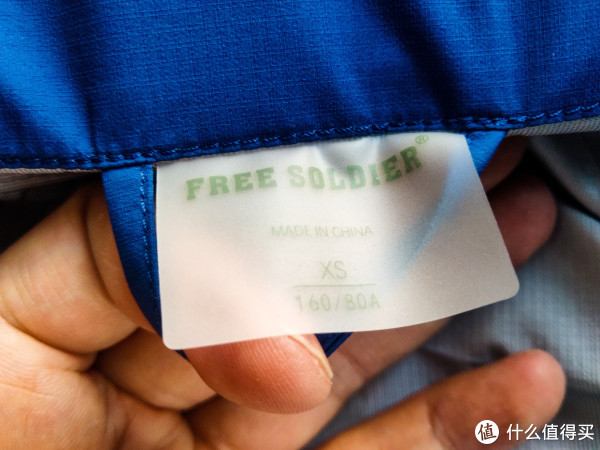 FREE SOLDIER®
MADE IN CHINA
XS
160/80A
值 什么值得买